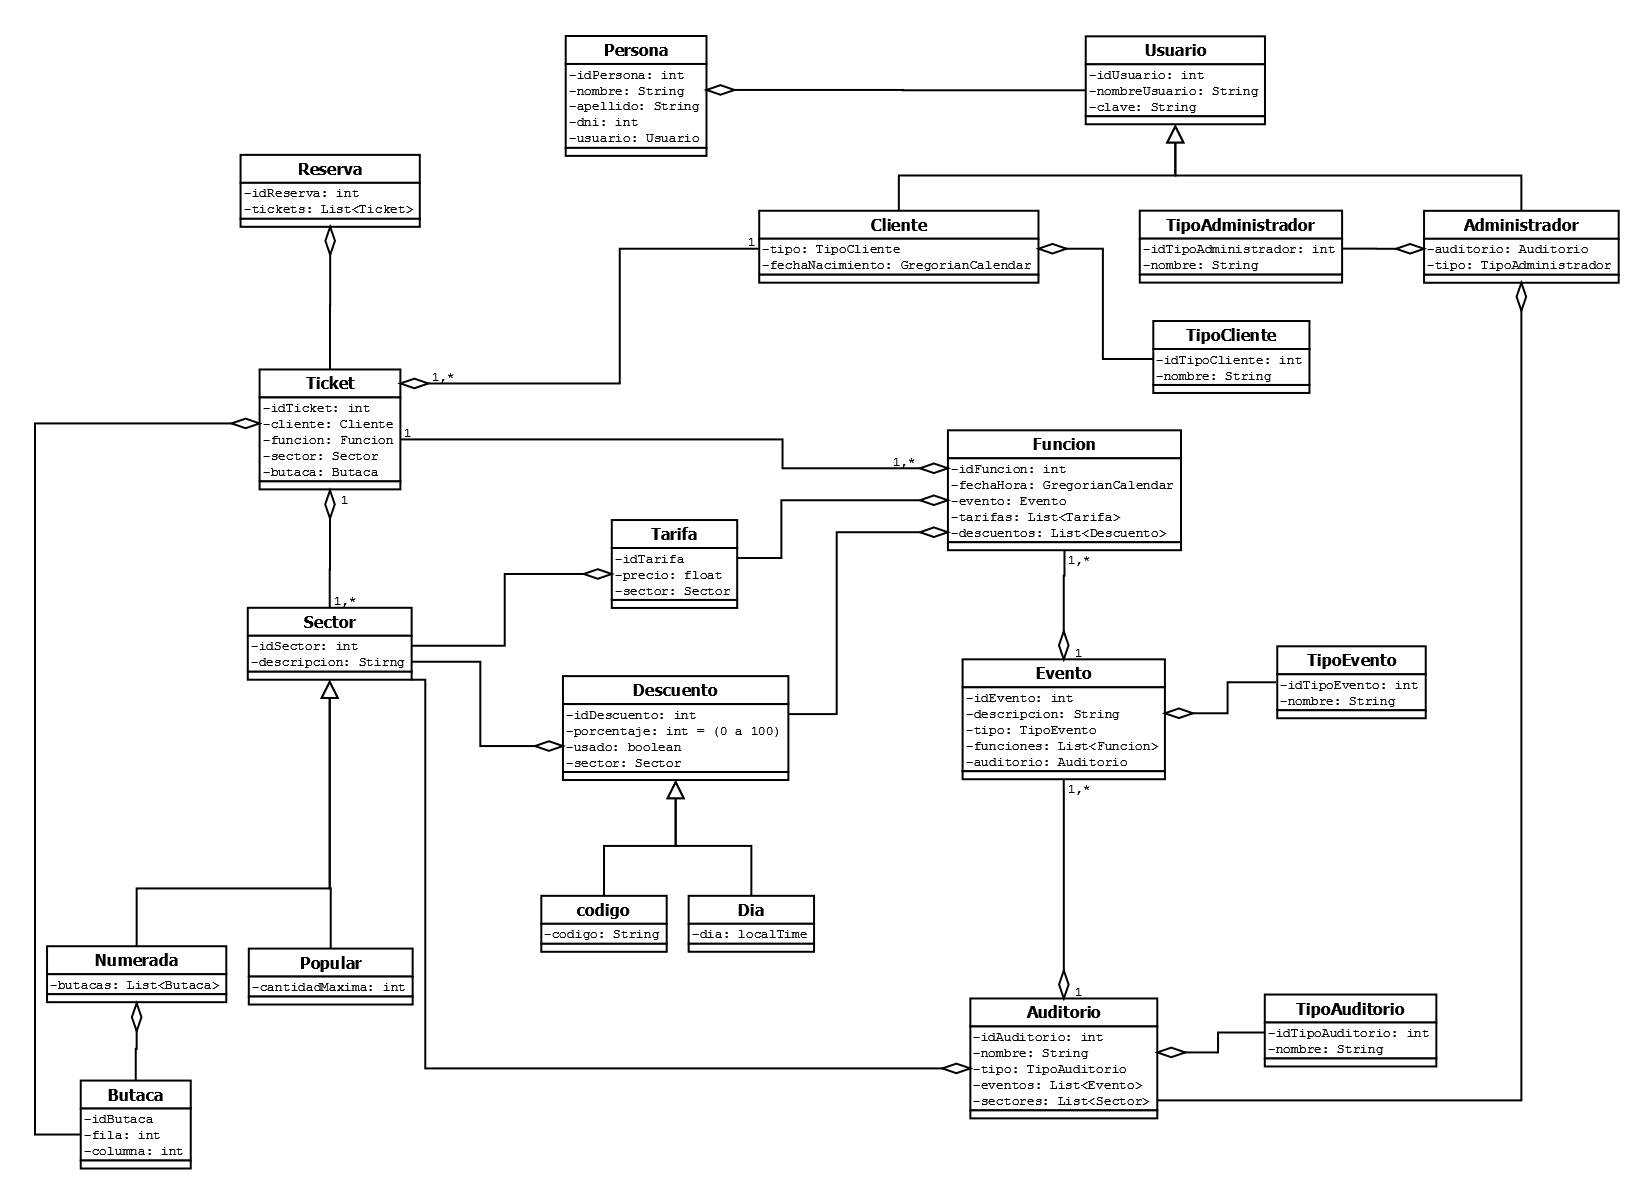 Persona
-idPersona: int
-nombre: String
-apellido: String
-dni: int
-usuario: Usuario
Usuario
-idUsuario: int
-nombreUsuario: String
-clave: String
Reserva
-idReserva: int
-tickets: List<Ticket>
Cliente
-tipo: TipoCliente
-fechaNacimiento: GregorianCalendar
1
TipoAdministrador
-idTipoAdministrador: int
-nombre: String
Administrador
-auditorio: Auditorio
-tipo: TipoAdministrador
TipoCliente
-idTipoCliente: int
-nombre: String
Ticket
-idTicket: int
-cliente: Cliente
-funcion: Funcion
-sector: Sector
-butaca: Butaca
1,*
1
1
Funcion
-idFuncion: int
-fechaHora: GregorianCalendar
-evento: Evento
-tarifas: List<Tarifa>
-descuentos: List<Descuento>
1,*
1,*
Tarifa
-idTarifa
-precio: float
-sector: Sector
1,*
Sector
-idSector: int
-descripcion: Stirng
Descuento
-idDescuento: int
-porcentaje: int = (0 a 100)
-usado: boolean
-sector: Sector
1
Evento
-idEvento: int
-descripcion: String
-tipo: TipoEvento
-funciones: List<Funcion>
-auditorio: Auditorio
1,*
TipoEvento
-idTipoEvento: int
-nombre: String
codigo
-codigo: String
Dia
-dia: localTime
Numerada
-butacas: List<Butaca>
Popular
-cantidadMaxima: int
1
Auditorio
-idAuditorio: int
-nombre: String
-tipo: TipoAuditorio
-eventos: List<Evento>
-sectores: List<Sector>
TipoAuditorio
-idTipoAuditorio: int
-nombre: String
Butaca
-idButaca
-fila: int
-columna: int